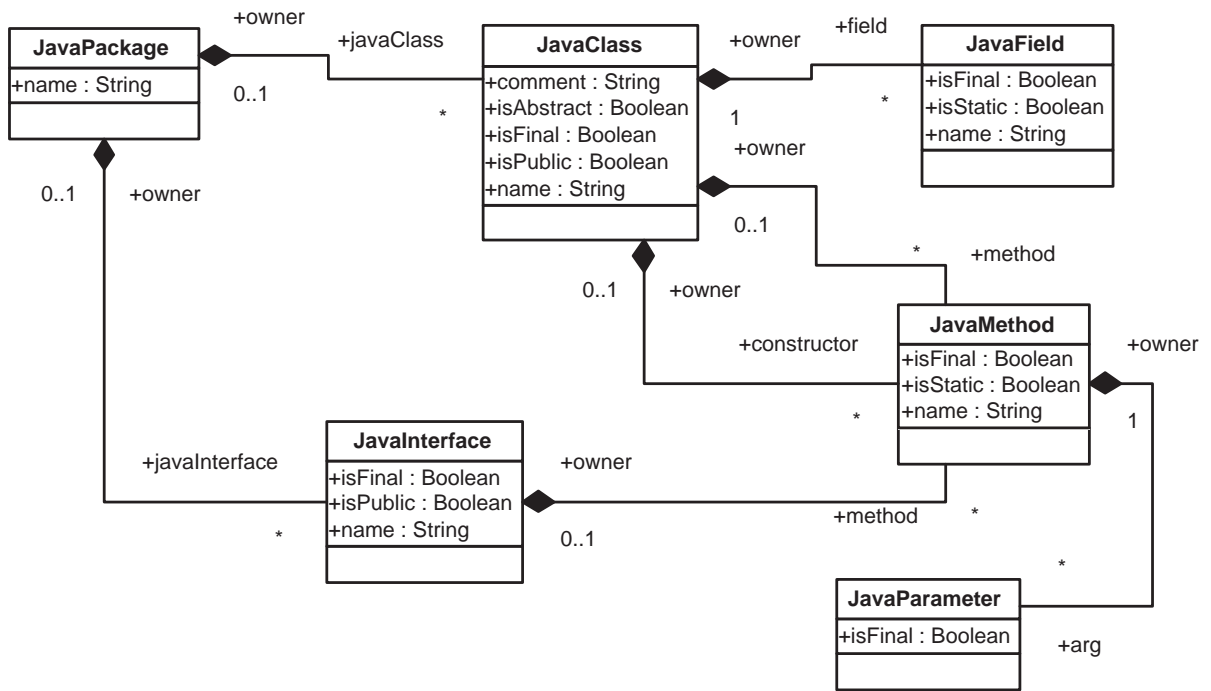 +owner
JavaPackage
+name : String
0..1
+javaClass
*
JavaClass
+comment : String
+isAbstract : Boolean
+isFinal : Boolean
+isPublic : Boolean
+name : String
+owner
1
+field
*
JavaField
+isFinal : Boolean
+isStatic : Boolean
+name : String
+owner
0..1
*
+method
0..1
+owner
0..1
+owner
+constructor
*
JavaMethod
+isFinal : Boolean
+isStatic : Boolean
+name : String
+owner
1
+javaInterface
*
JavaInterface
+isFinal : Boolean
+isPublic : Boolean
+name : String
+owner
0..1
+method
*
*
JavaParameter
+isFinal : Boolean
+arg